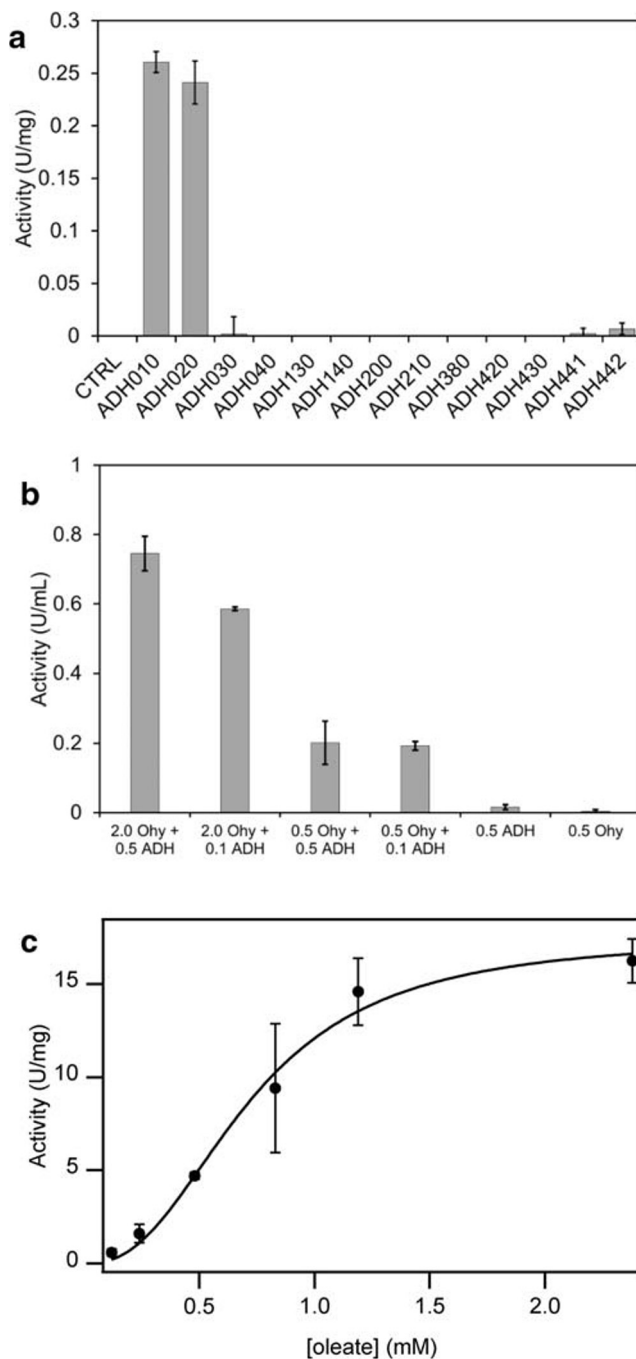 a
Activity (U/mg)
0.3
0.25
0.2
0.15
0.1
0.05
0
CTRL
ADH010
ADH020
ADH030
ADH040
ADH130
ADH140
ADH200
ADH210
ADH380
ADH420
ADH430
ADH441
ADH442
b
Activity (U/mL)
1
0.8
0.6
0.4
0.2
0
2.0 Ohy +
0.5 ADH
2.0 Ohy +
0.1 ADH
0.5 Ohy +
0.5 ADH
0.5 Ohy +
0.1 ADH
0.5 ADH
0.5 Ohy
c
Activity (U/mg)
15
10
5
0
0.5
1.0
1.5
2.0
[oleate] (mM)